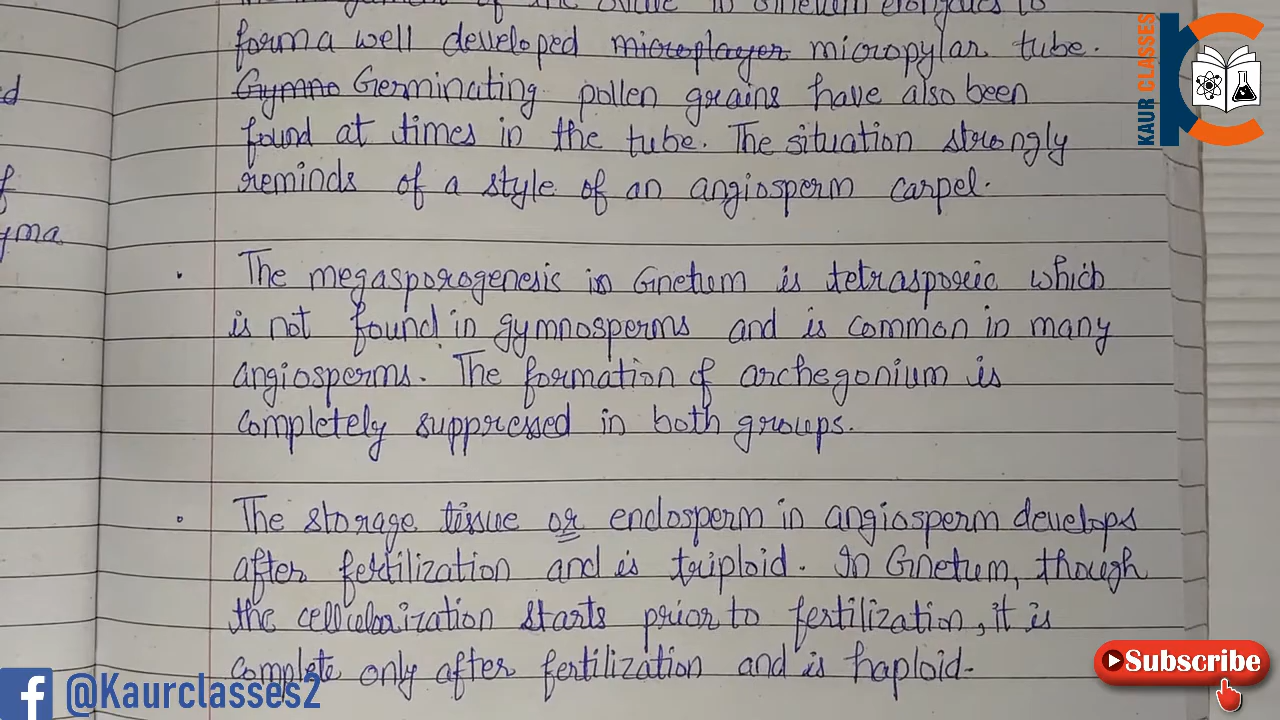 form a well developed microplayer micropylar tube.
Gymno Germinating pollen grains have also been
found at times in the tube. The situation strongly
reminds of a style of an angiosperm carpel.
The megasporogenesis in Gnetum is tetrasporic which
is not found in gymnosperms and is common in many
angiosperms. The formation of archegonium is
completely suppressed in both groups.
The storage tissue or endosperm in angiosperm develops
after fertilization and is triploid. In Gnetum, though
the cellularization starts prior to fertilization, it is
complete only after fertilization and is haploid.
d
f
yma
KAUR CLASSES
@Kaurclasses2
Subscribe